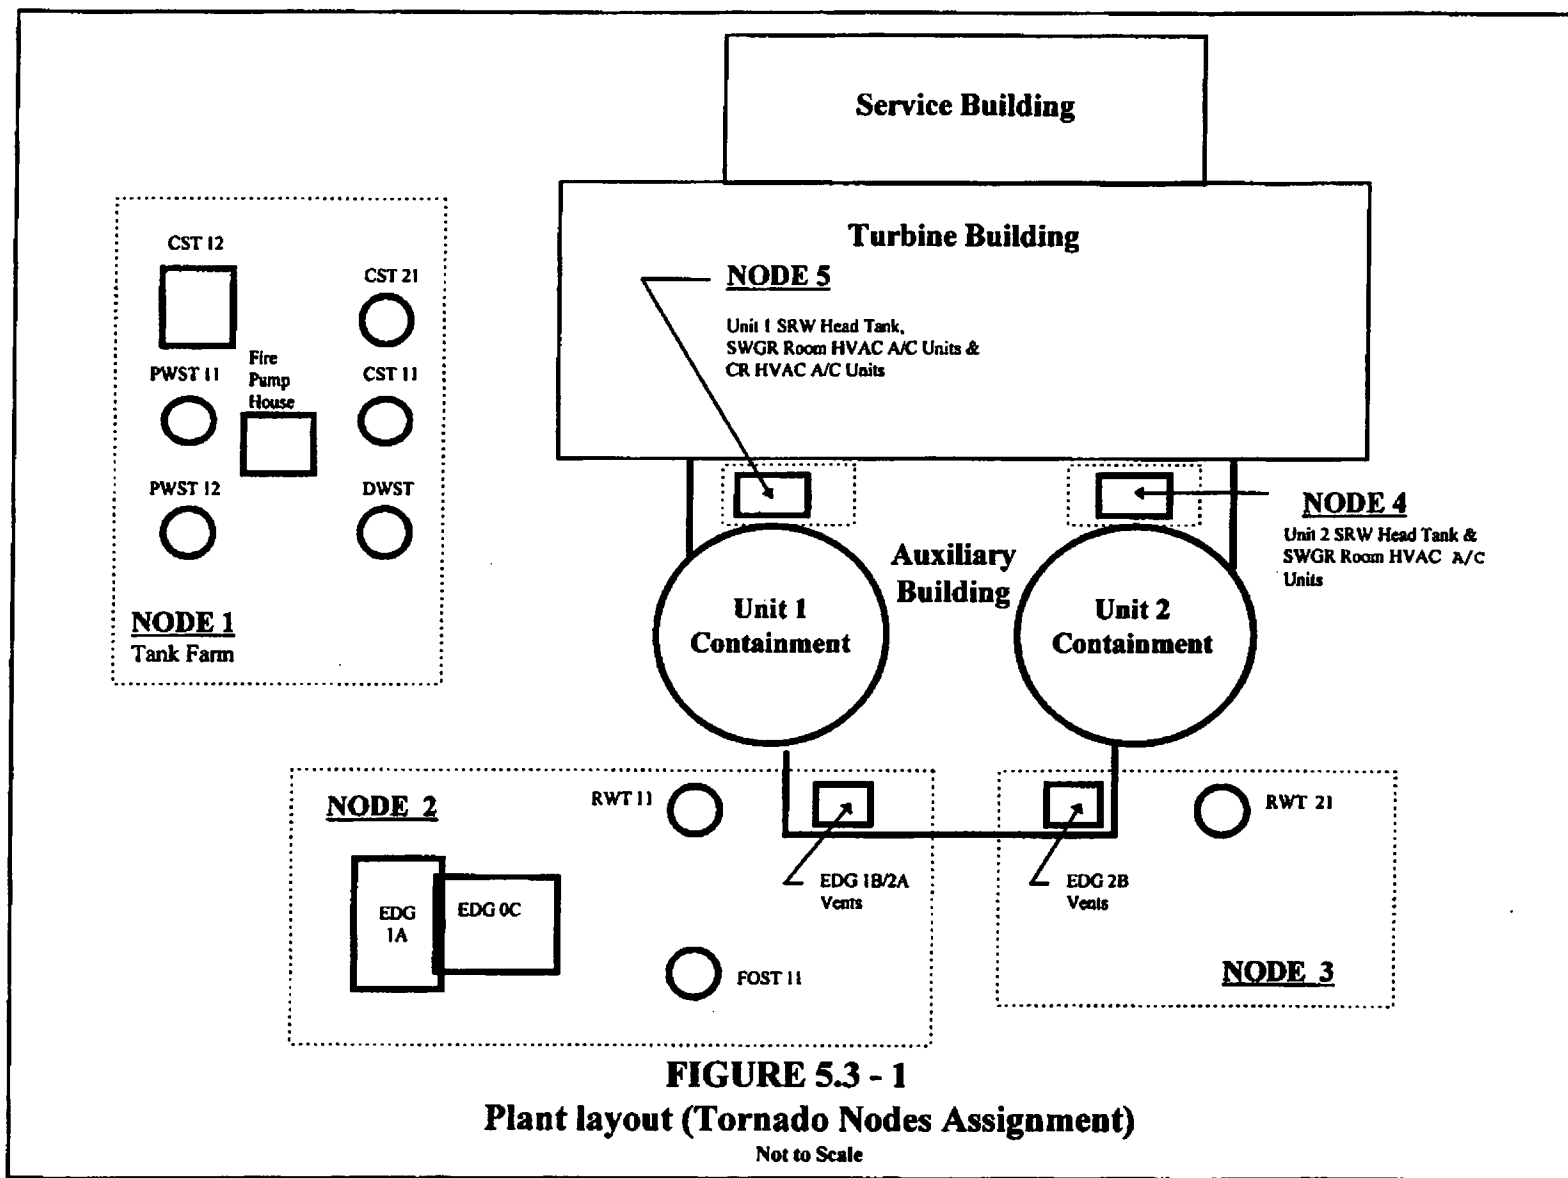 Service Building
Turbine Building
NODE 5
Unit 1 SRW Head Tank,
SWGR Room HVAC A/C Units &
CR HVAC A/C Units
CST 12
CST 21
Fire
Pump
House
PWST 11
CST 11
PWST 12
DWST
NODE 1
Tank Farm
NODE 4
Unit 2 SRW Head Tank &
SWGR Room HVAC A/C
Units
Auxiliary
Building
Unit 1
Containment
Unit 2
Containment
NODE 2
RWT 11
EDG
1A
EDG 0C
FOST 11
EDG 1B/2A
Vents
EDG 2B
Vents
RWT 21
NODE 3
FIGURE 5.3 - 1
Plant layout (Tornado Nodes Assignment)
Not to Scale